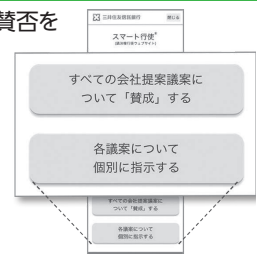 賛否を
三井住友信託銀行 閉じる
スマート行使®
(議決権行使ウェブサイト)
すべての会社提案議案に
ついて「賛成」する
各議案について
個別に指示する
すべての会社提案議案に
ついて「賛成」する
各議案について
個別に指示する